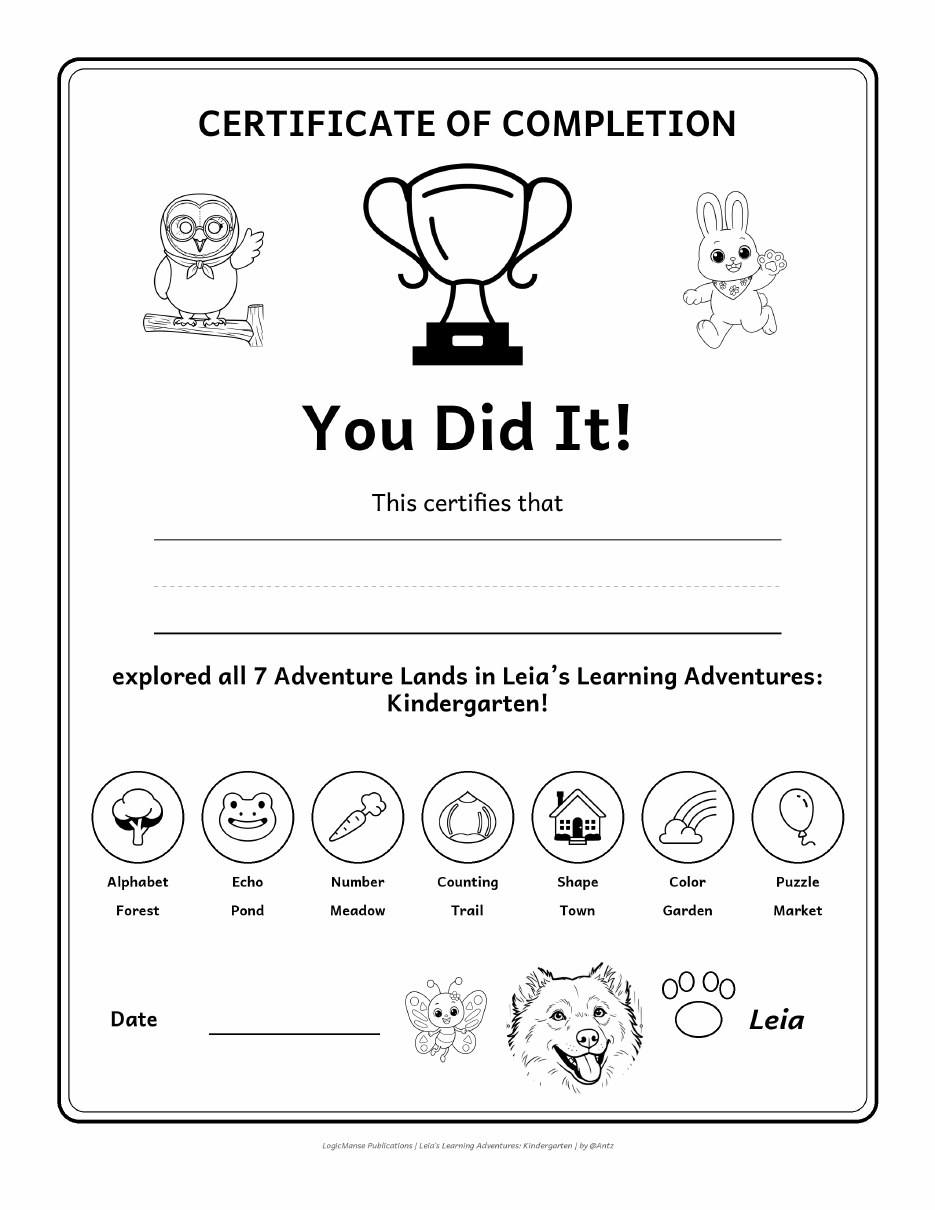 CERTIFICATE OF COMPLETION
You Did It!
This certifies that
explored all 7 Adventure Lands in Leia’s Learning Adventures:
Kindergarten!
Alphabet Echo Number Counting Shape Color Puzzle
Forest Pond Meadow Trail Town Garden Market
Date
Leia
LogicManse Publications | Leia's Learning Adventures: Kindergarten | by @Antz